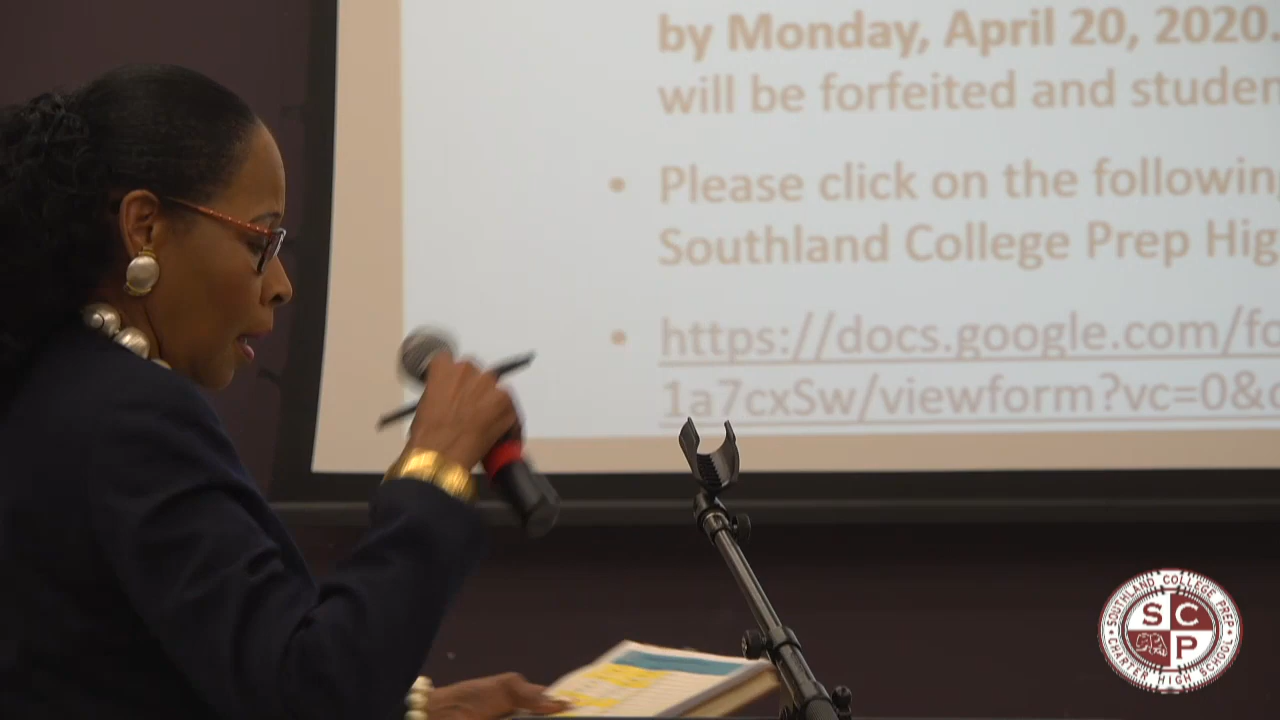 by Monday, April 20, 2020.
will be forfeited and studen
• Please click on the followin
Southland College Prep Hig
• https://docs.google.com/fo
1a7cxSw/viewform?vc=0&c
SOUTHLAND COLLEGE PREP
S C
P
CHARTER HIGH SCHOOL